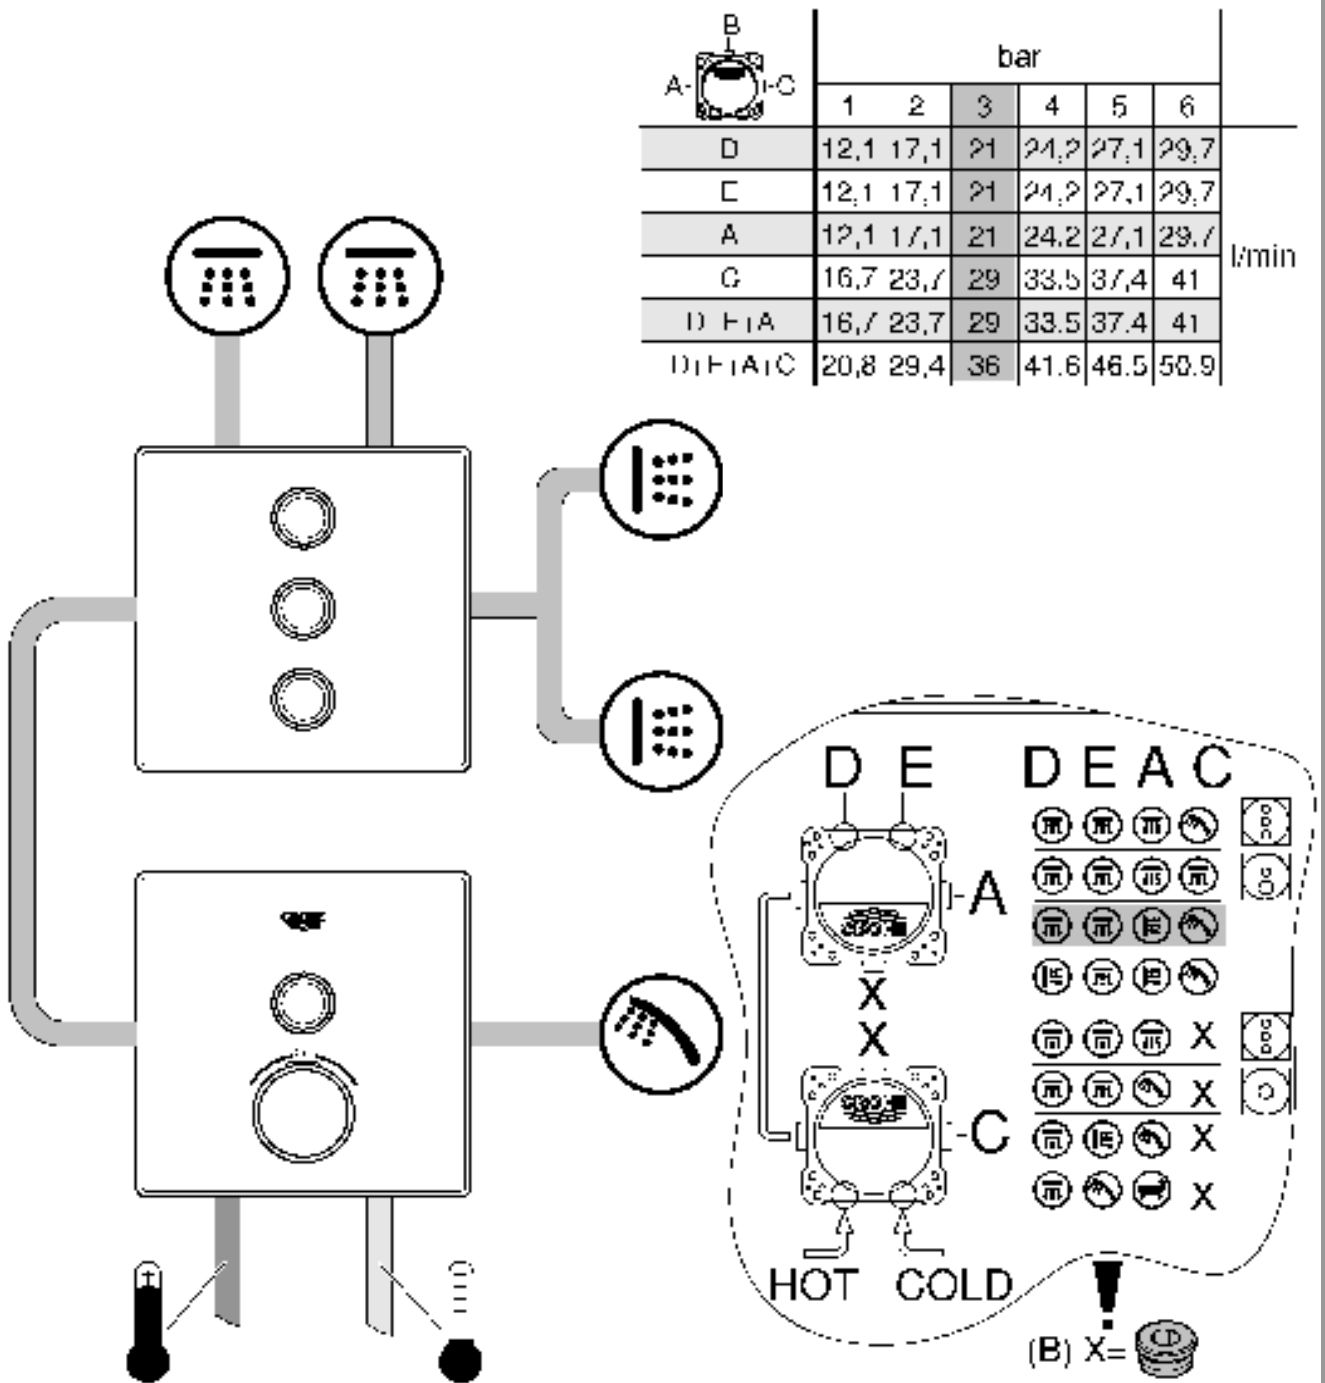 B
A- -C
bar
1 2 3 4 5 6
D 12,1 17,1 21 24,2 27,1 29,7
E 12,1 17,1 21 24,2 27,1 29,7
A 12,1 17,1 21 24.2 27,1 29.7
C 16,7 23,7 29 33.5 37,4 41
D+E+A 16,7 23,7 29 33.5 37.4 41
D+E+A+C 20,8 29,4 36 41.6 46.5 50.9
l/min
D E D E A C
A
X
X X
X
C X
X
HOT COLD
(B) X=